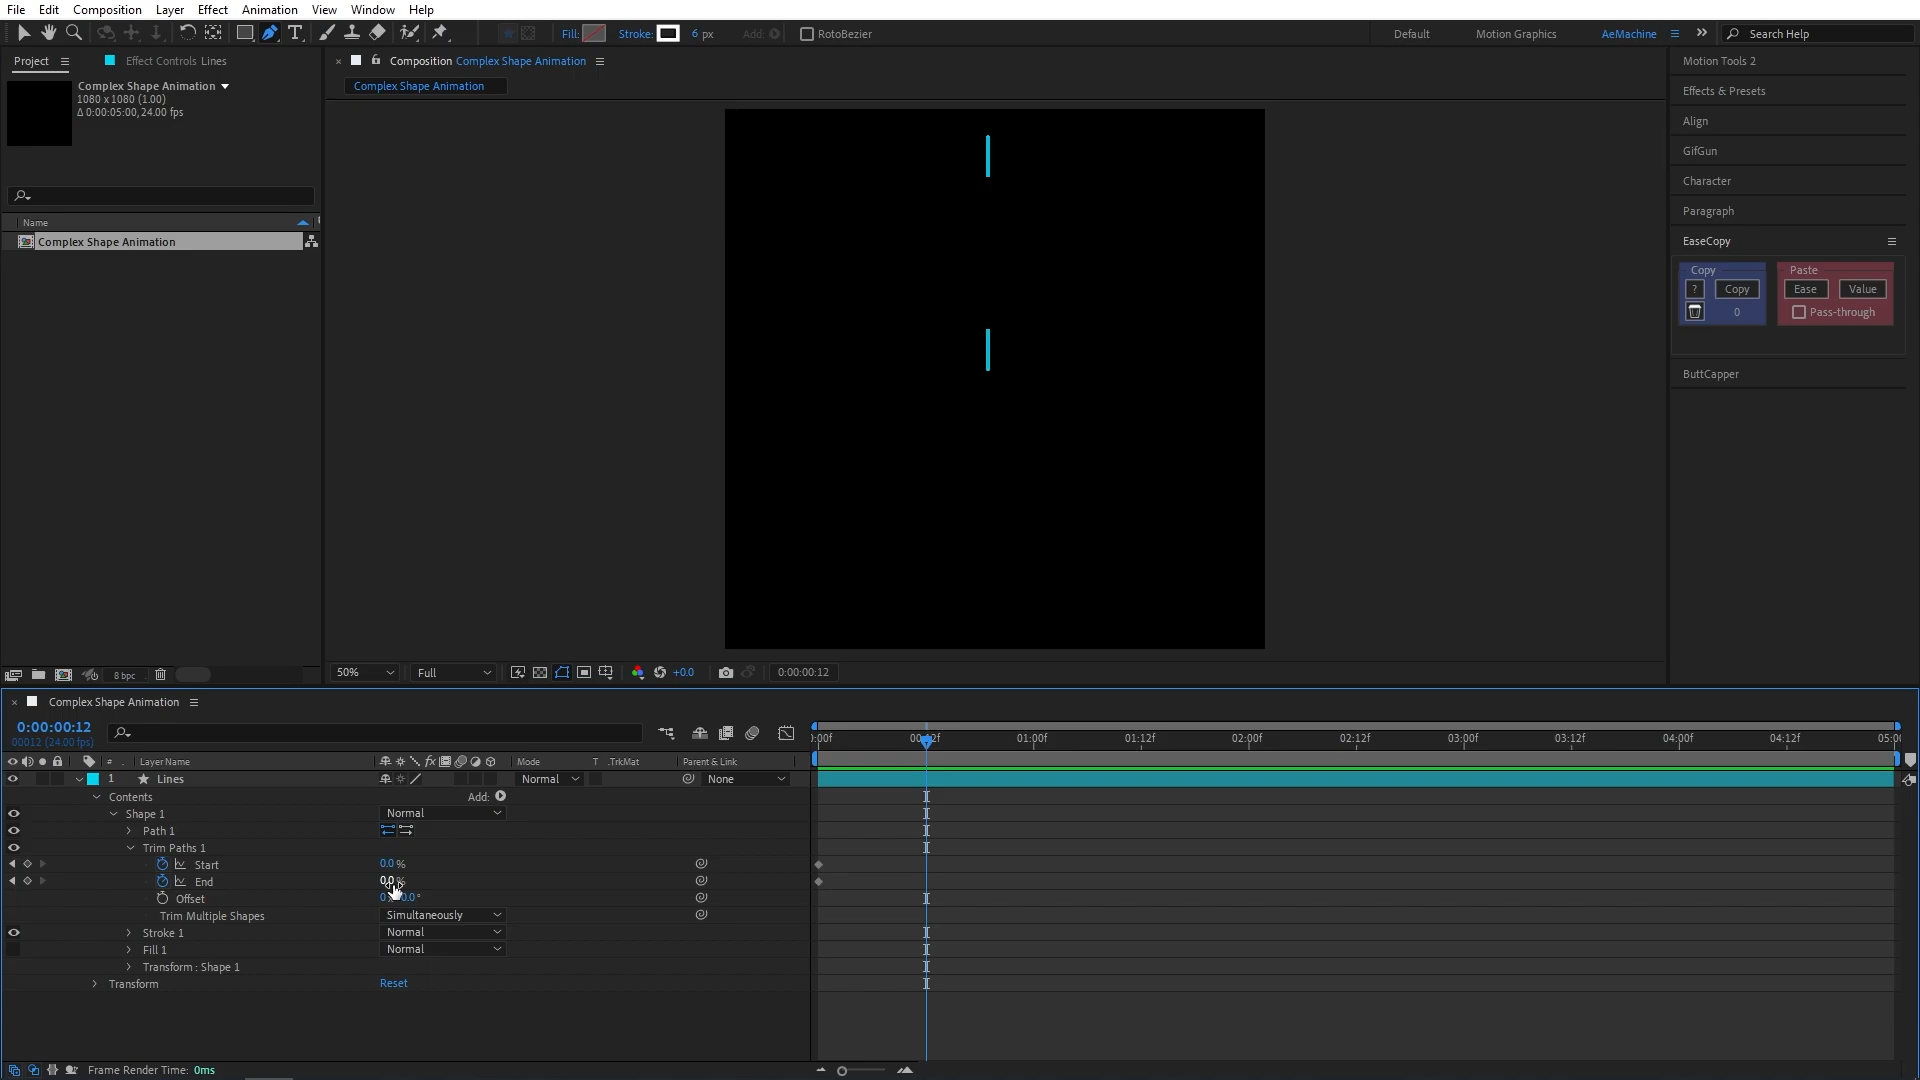 File Edit Composition Layer Effect Animation View Window Help
Fill: Stroke: 6 px Add: RotoBezier Default Motion Graphics AeMachine Search Help
Project Effect Controls Lines
Composition Complex Shape Animation
Complex Shape Animation
Complex Shape Animation
1080 x 1080 (1.00)
Δ 0:00:05:00, 24.00 fps
Name
Complex Shape Animation
8 bpc
50% Full +0.0 0:00:00:12
Motion Tools 2
Effects & Presets
Align
GifGun
Character
Paragraph
EaseCopy
Copy Paste
? Copy Ease Value
0 Pass-through
ButtCapper
Complex Shape Animation
0:00:00:12
00012 (24.00 fps)
:00f 00:12f 01:00f 01:12f 02:00f 02:12f 03:00f 03:12f 04:00f 04:12f 05:0
# Layer Name Mode T .TrkMat Parent & Link
1 Lines Normal None
Contents Add:
Shape 1 Normal
Path 1
Trim Paths 1
Start 0.0 %
End 0.0 %
Offset
Trim Multiple Shapes Simultaneously
Stroke 1 Normal
Fill 1 Normal
Transform : Shape 1
Transform Reset
Frame Render Time: 0ms